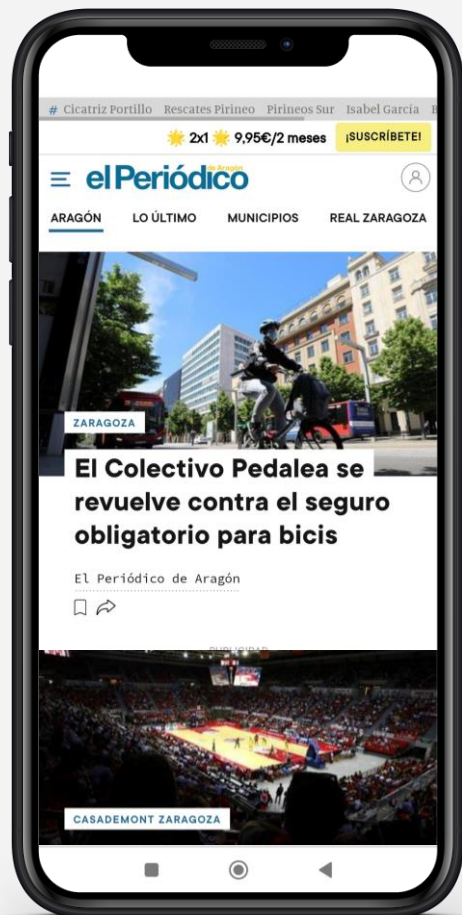 # Cicatriz Portillo Rescates Pirineo Pirineos Sur Isabel García
2x1 9,95€/2 meses ¡SUSCRÍBETE!
el Periódico
de Aragón
ARAGÓN LO ÚLTIMO MUNICIPIOS REAL ZARAGOZA
ZARAGOZA
El Colectivo Pedalea se
revuelve contra el seguro
obligatorio para bicis
El Periódico de Aragón
PUBLICIDAD
CASADEMONT ZARAGOZA